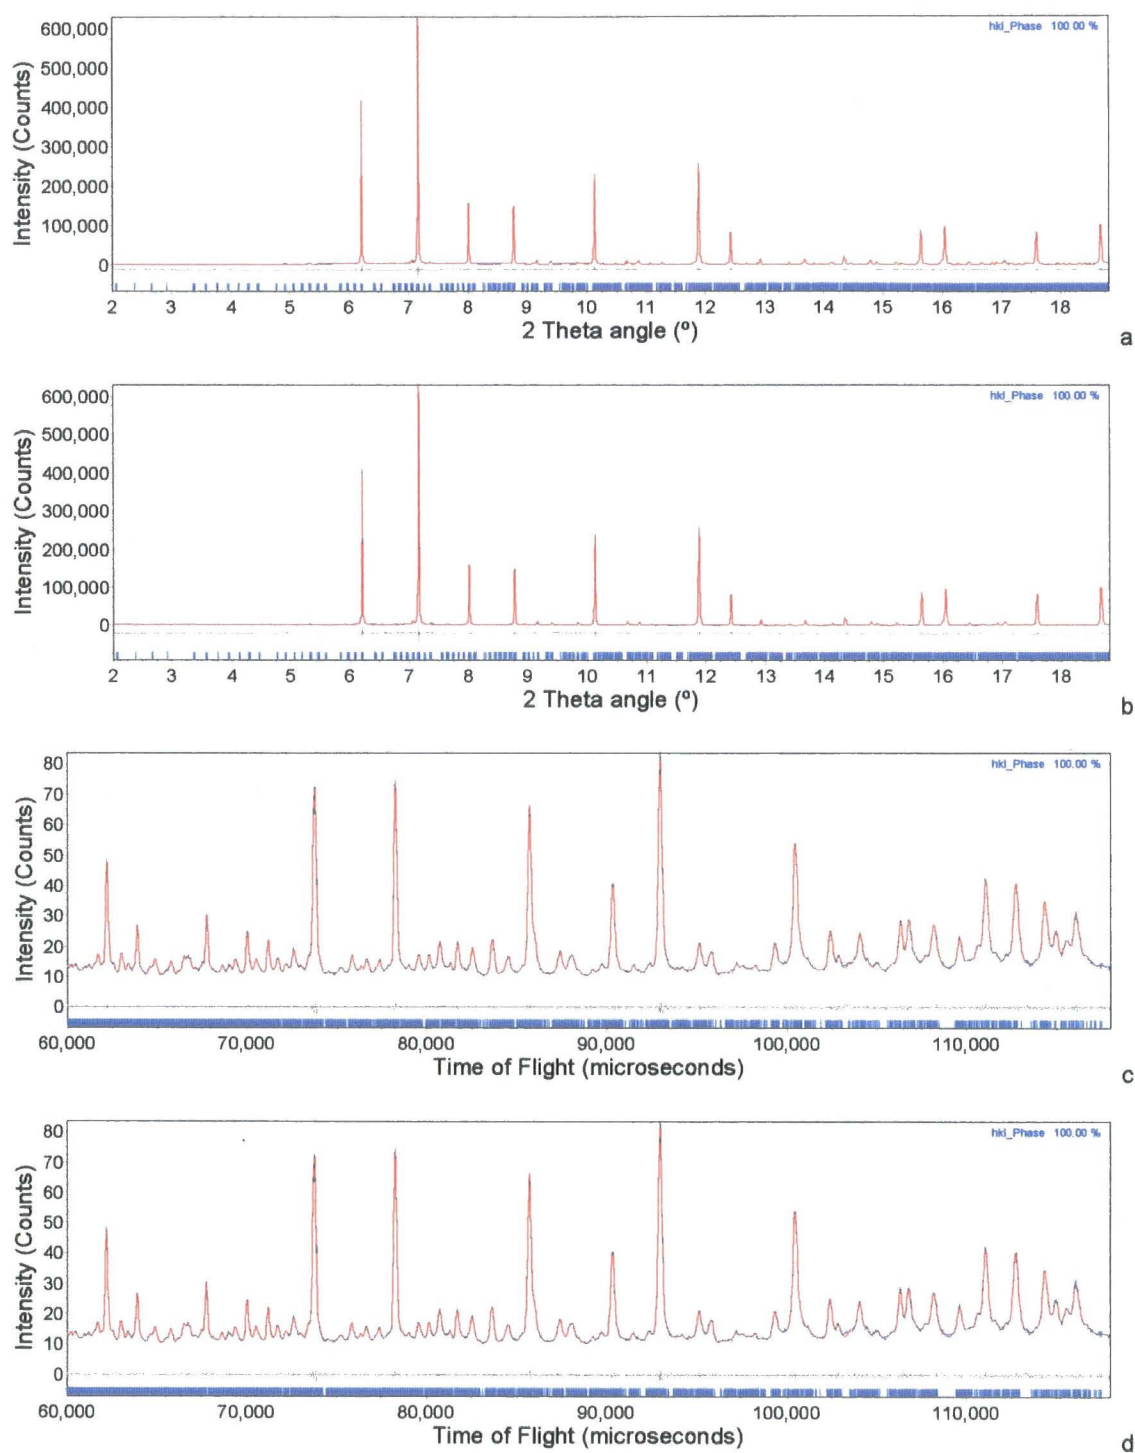 600,000
500,000
400,000
300,000
200,000
100,000
0
Intensity (Counts)
hkl_Phase 100.00 %
2 3 4 5 6 7 8 9 10 11 12 13 14 15 16 17 18
2 Theta angle (º)
a
600,000
500,000
400,000
300,000
200,000
100,000
0
Intensity (Counts)
hkl_Phase 100.00 %
2 3 4 5 6 7 8 9 10 11 12 13 14 15 16 17 18
2 Theta angle (º)
b
80
70
60
50
40
30
20
10
0
Intensity (Counts)
hkl_Phase 100.00 %
60,000 70,000 80,000 90,000 100,000 110,000
Time of Flight (microseconds)
c
80
70
60
50
40
30
20
10
0
Intensity (Counts)
hkl_Phase 100.00 %
60,000 70,000 80,000 90,000 100,000 110,000
Time of Flight (microseconds)
d